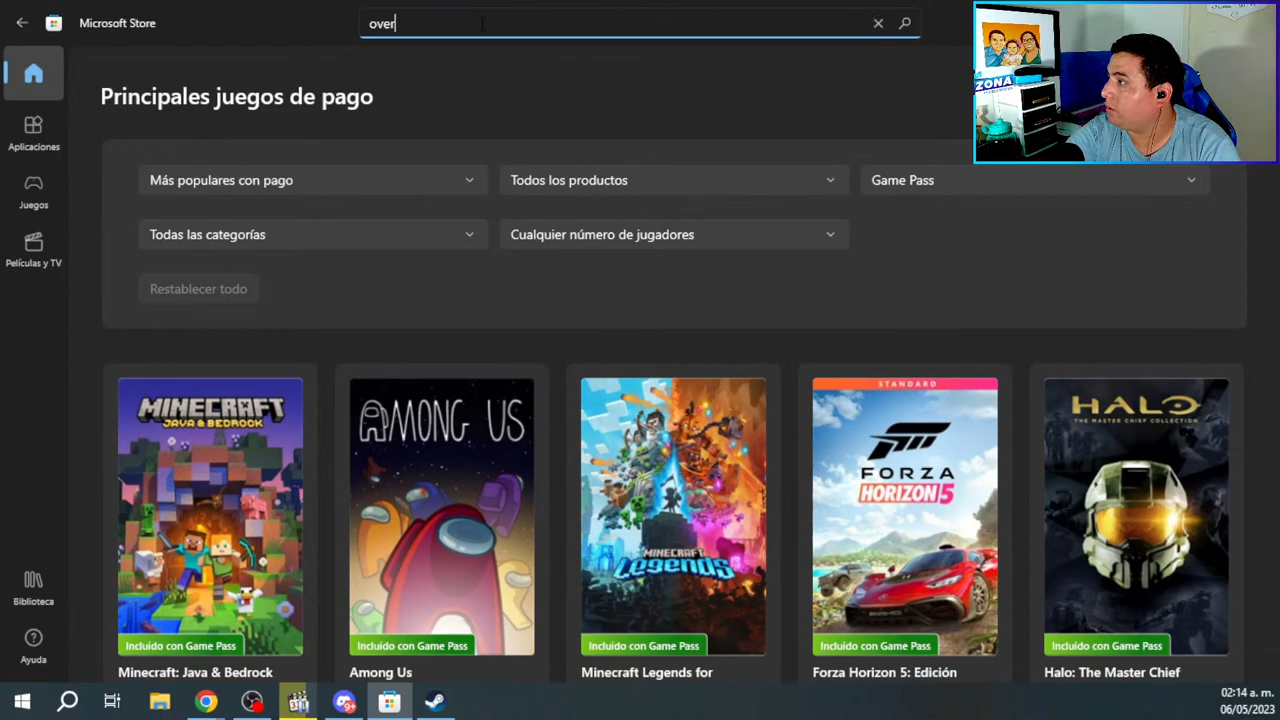 Microsoft Store
over
ZONA
Principales juegos de pago
Aplicaciones
Juegos
Películas y TV
Biblioteca
Ayuda
Más populares con pago
Todos los productos
Game Pass
Todas las categorías
Cualquier número de jugadores
Restablecer todo
MINECRAFT
JAVA & BEDROCK
Incluido con Game Pass
Minecraft: Java & Bedrock
AMONG US
Incluido con Game Pass
Among Us
MINECRAFT
Legends
Incluido con Game Pass
Minecraft Legends for
STANDARD
FORZA
HORIZON 5
Incluido con Game Pass
Forza Horizon 5: Edición
HALO
THE MASTER CHIEF COLLECTION
Incluido con Game Pass
Halo: The Master Chief
02:14 a. m.
06/05/2023